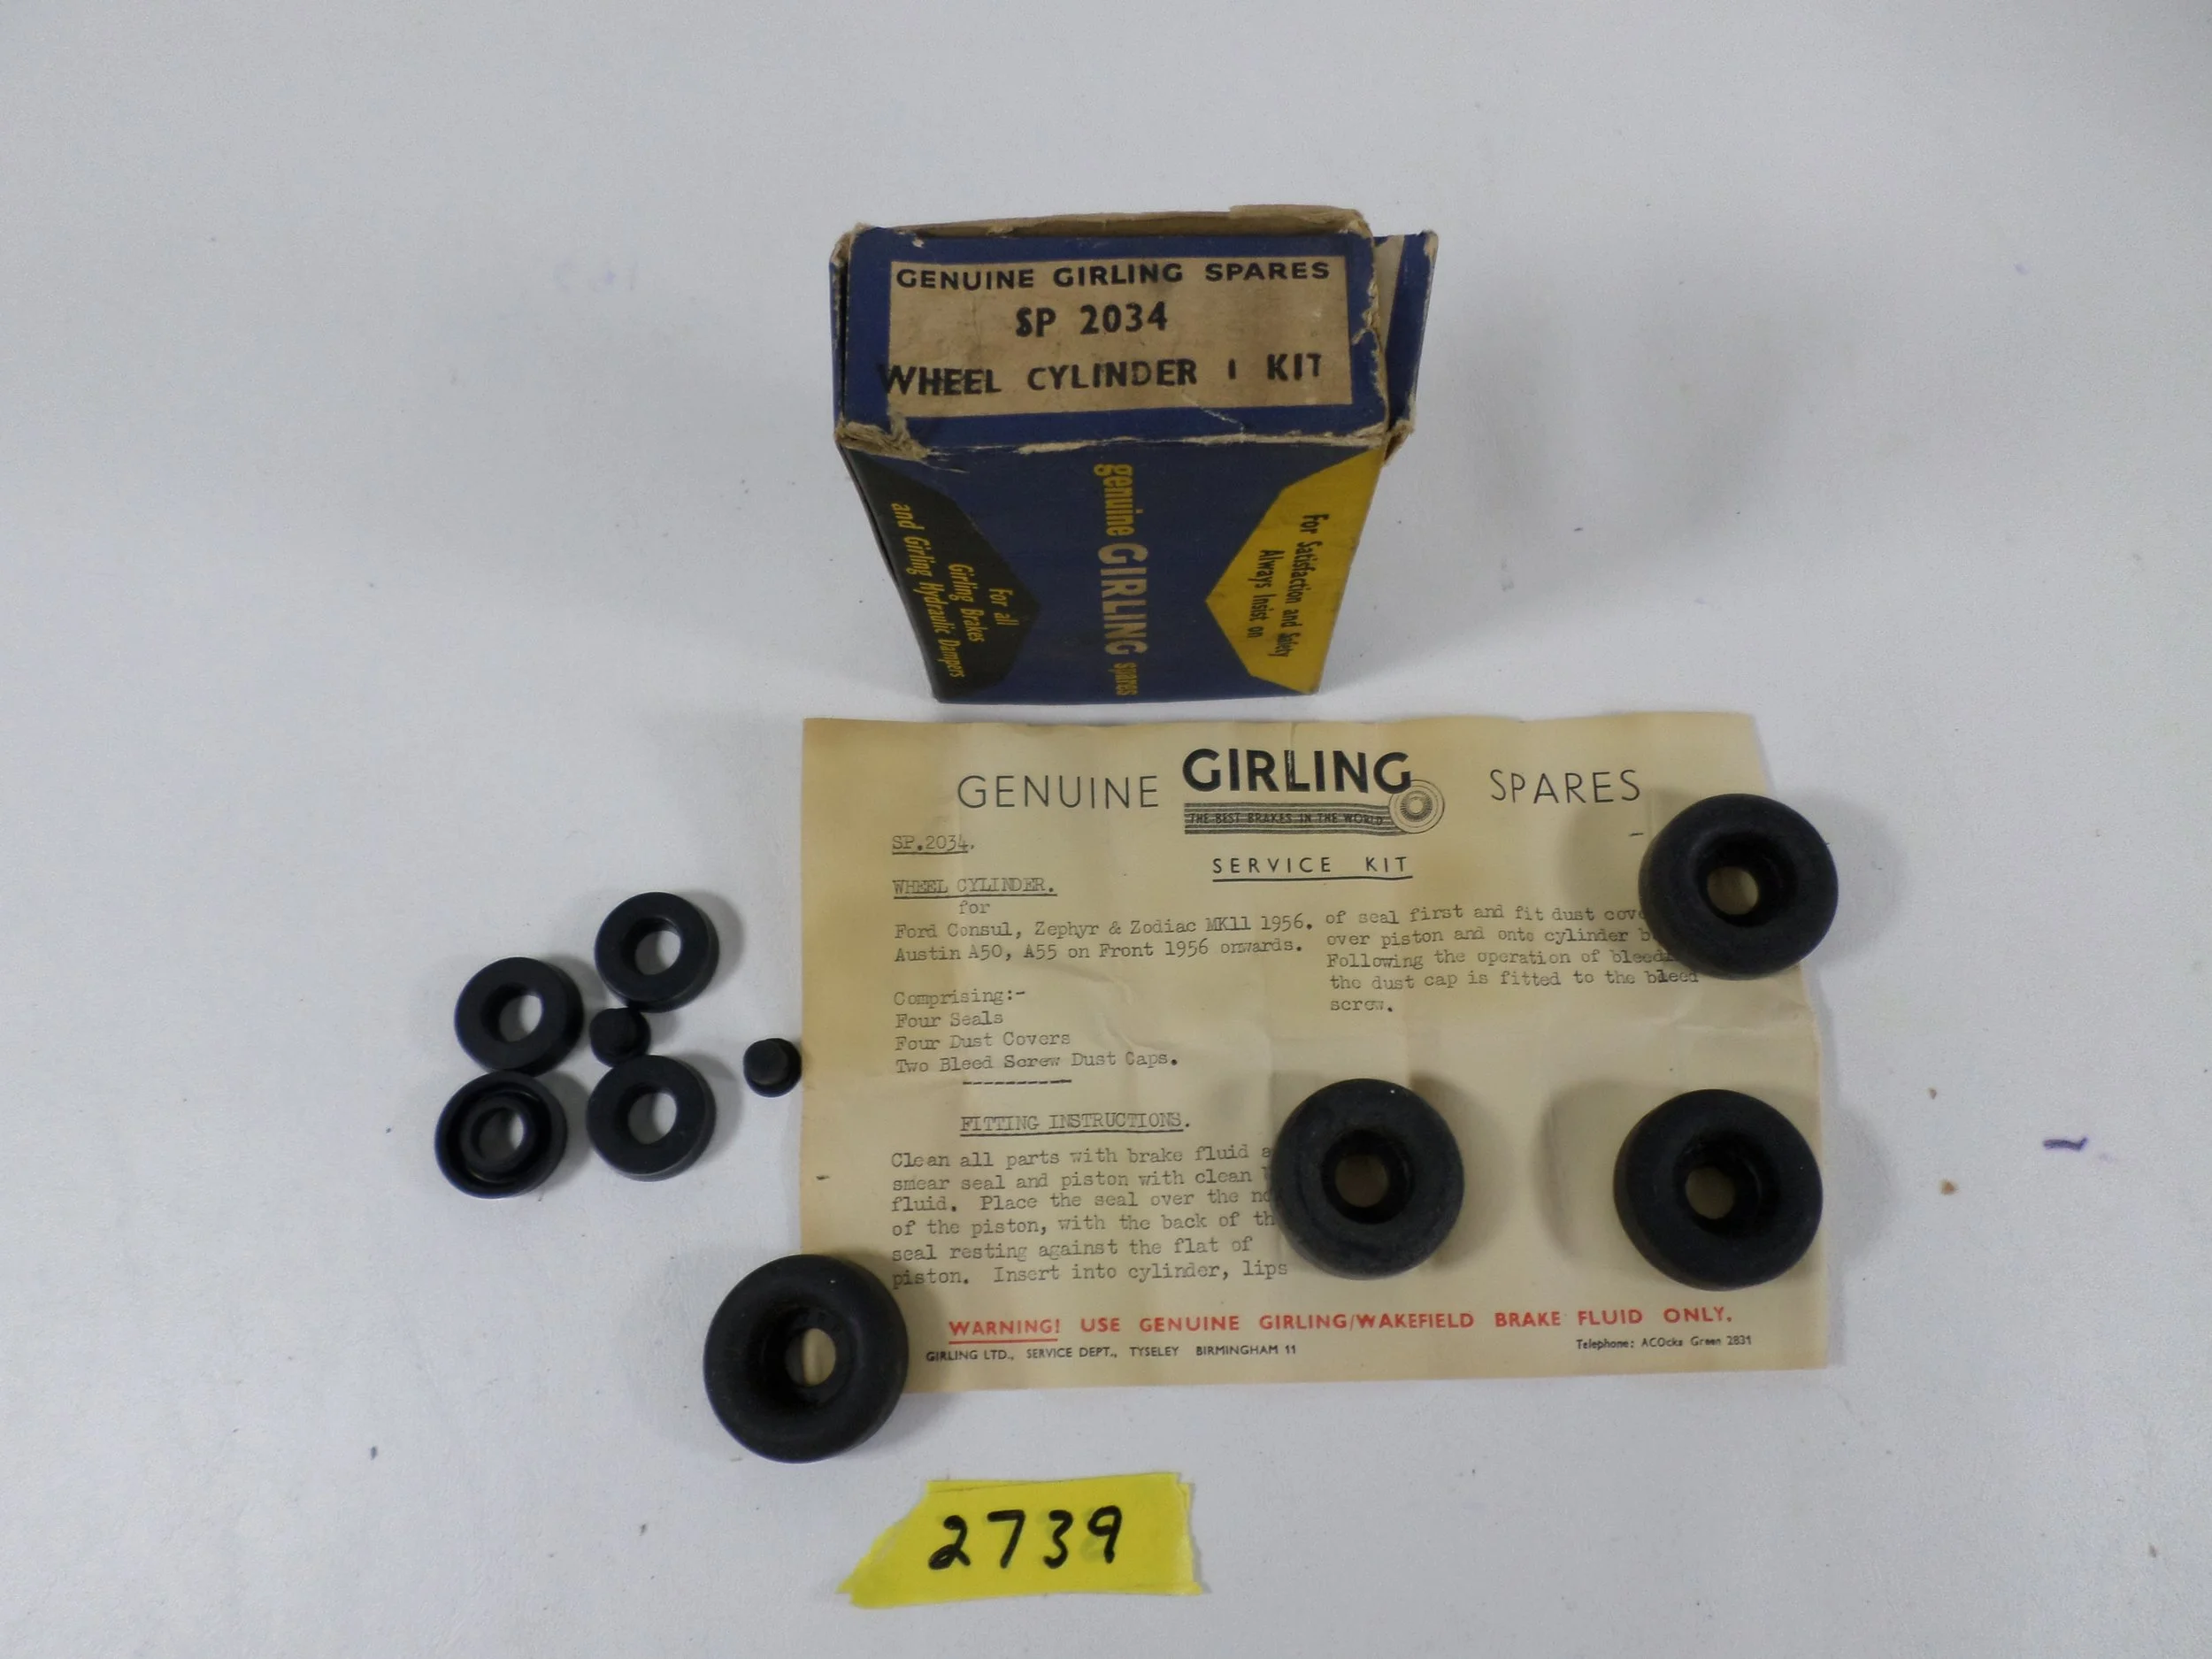 GENUINE GIRLING SPARES
SP 2034
WHEEL CYLINDER 1 KIT
For Satisfaction and Safety
Always Insist on
genuine GIRLING spares
For all
Girling Brakes
and Girling Hydraulic Dampers
GENUINE GIRLING SPARES
THE BEST BRAKES IN THE WORLD
SERVICE KIT
SP.2034.
WHEEL CYLINDER.
for
Ford Consul, Zephyr & Zodiac MK11 1956.
Austin A50, A55 on Front 1956 onwards.
Comprising:-
Four Seals
Four Dust Covers
Two Bleed Screw Dust Caps.
FITTING INSTRUCTIONS.
Clean all parts with brake fluid
smear seal and piston with clean
fluid. Place the seal over the
of the piston, with the back of
seal resting against the flat of
piston. Insert into cylinder, lips
of seal first and fit dust
over piston and onto cylinder
Following the operation of
the dust cap is fitted to the bleed
screw.
WARNING! USE GENUINE GIRLING/WAKEFIELD BRAKE FLUID ONLY.
GIRLING LTD., SERVICE DEPT., TYSELEY BIRMINGHAM 11
Telephone: ACOcks Green 2831
2739